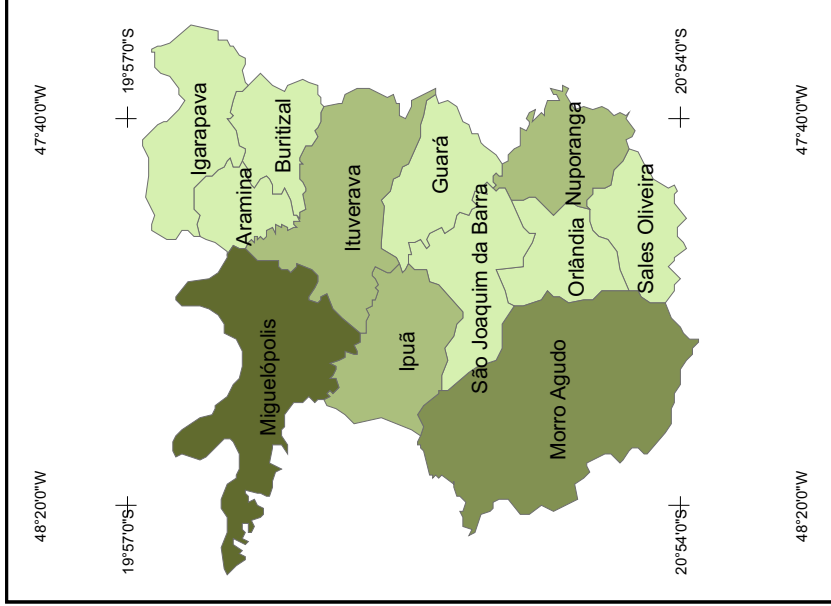 48°20'0"W
47°40'0"W
19°57'0"S
19°57'0"S
Igarapava
Buritizal
Aramina
Miguelópolis
Ituverava
Guará
Ipuã
São Joaquim da Barra
Nuporanga
Orlândia
Morro Agudo
Sales Oliveira
20°54'0"S
20°54'0"S
48°20'0"W
47°40'0"W